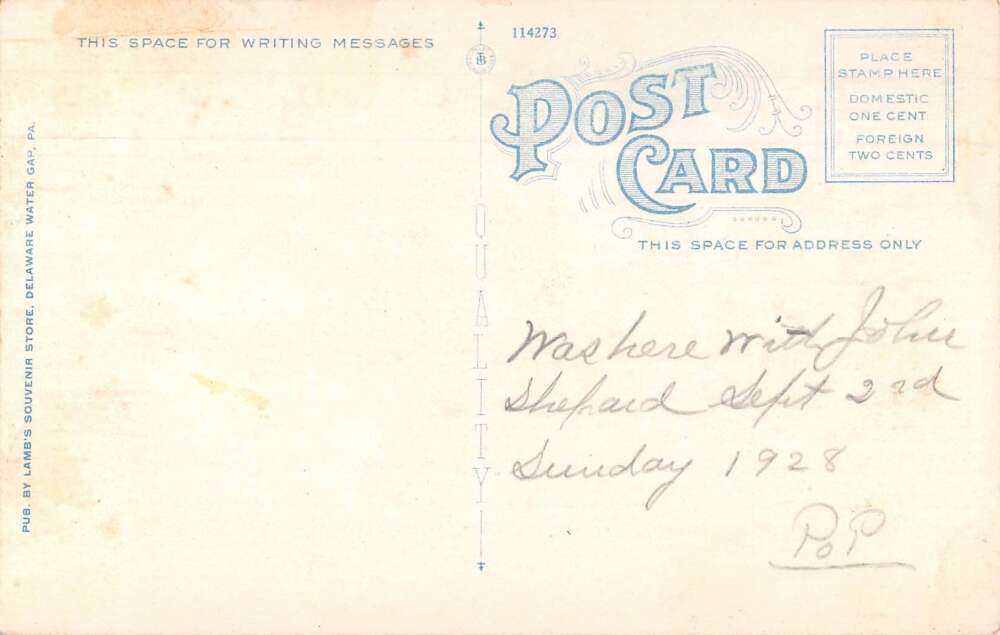 THIS SPACE FOR WRITING MESSAGES
114273
POST
CARD
THIS SPACE FOR ADDRESS ONLY
PLACE
STAMP HERE
DOMESTIC
ONE CENT
FOREIGN
TWO CENTS
PUB. BY LAMB'S SOUVENIR STORE, DELAWARE WATER GAP, PA.
QUALITY
Was here with John
Shepard Sept 2nd
Sunday 1928
PoP